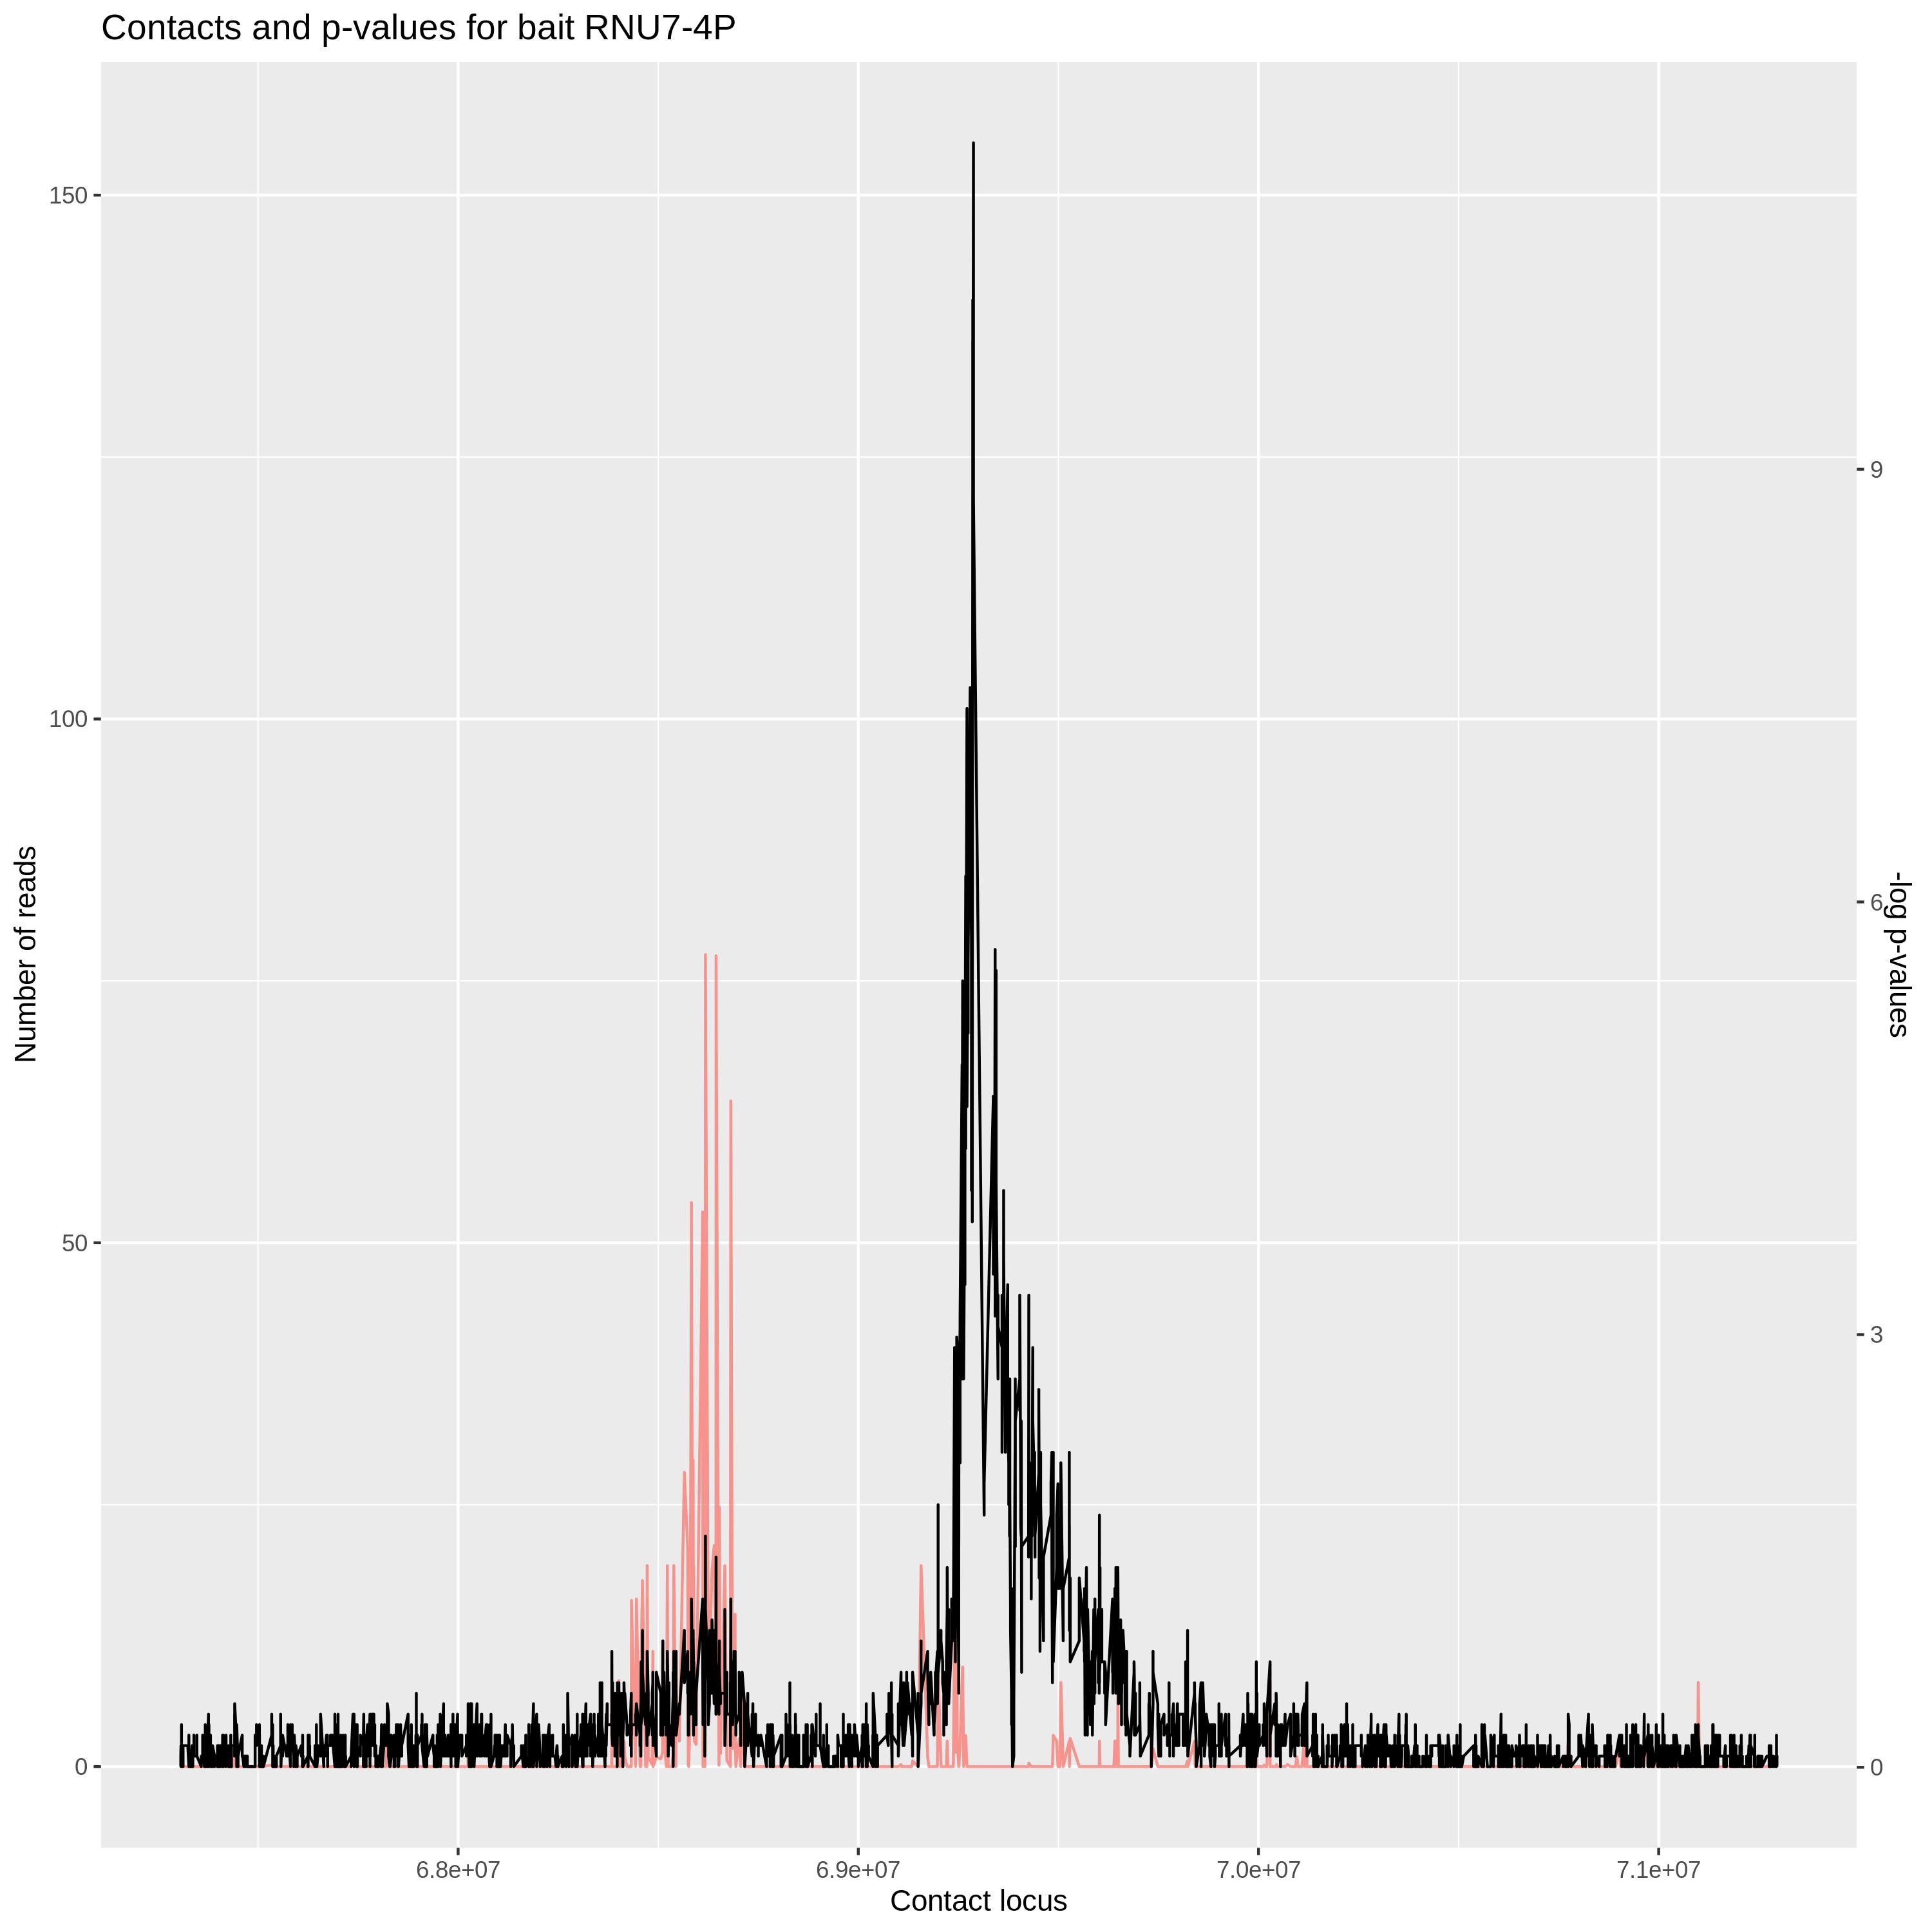 Contacts and p-values for bait RNU7-4P
150
100
50
0
Number of reads
9
6
3
0
-log p-values
6.8e+07
6.9e+07
7.0e+07
7.1e+07
Contact locus